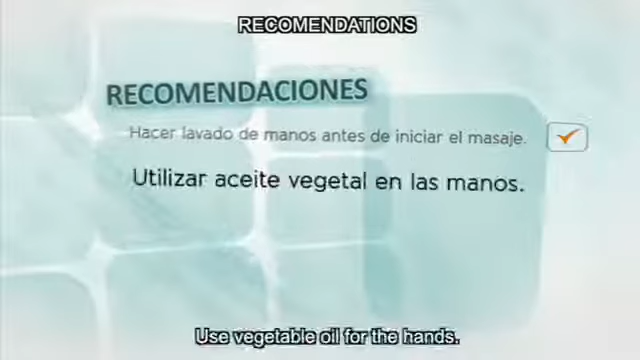 RECOMENDATIONS
RECOMENDACIONES
Hacer lavado de manos antes de iniciar el masaje.
Utilizar aceite vegetal en las manos.
Use vegetable oil for the hands.